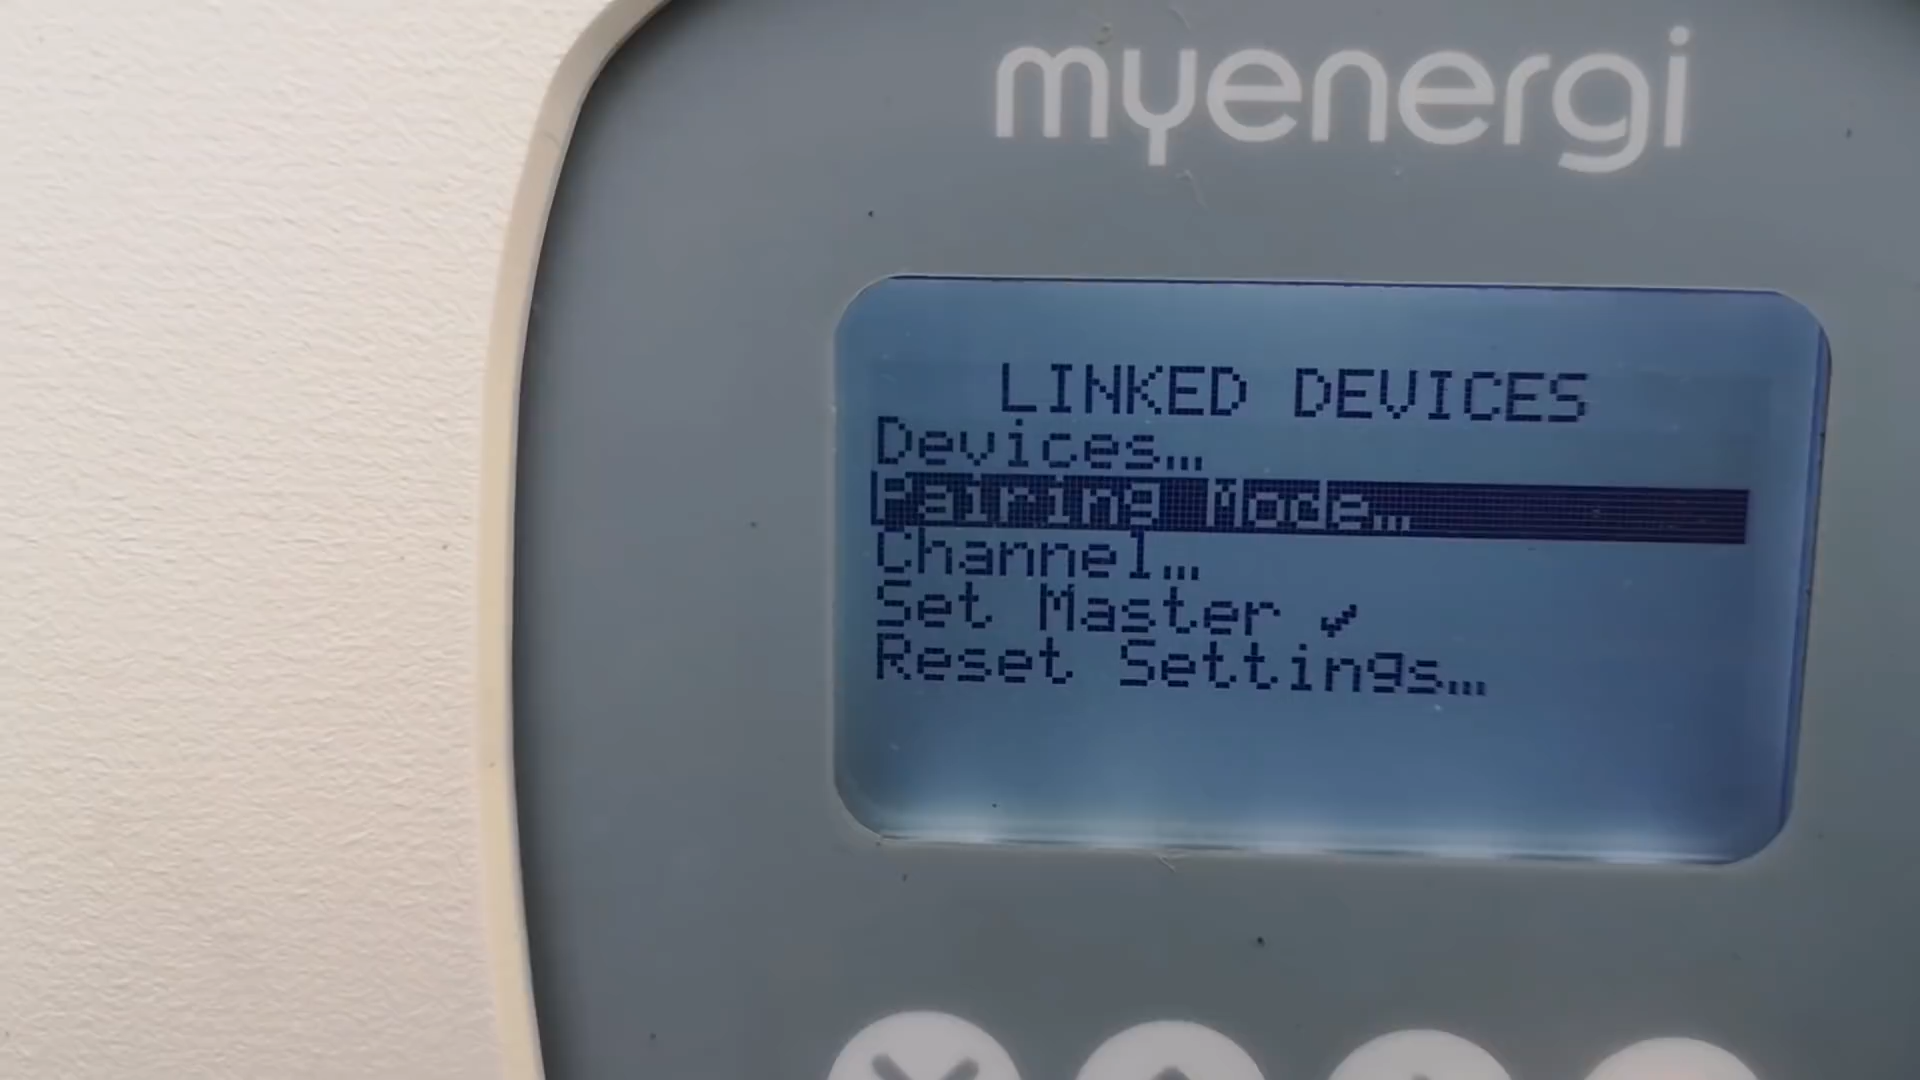 myenergi
LINKED DEVICES
Devices…
Pairing Mode…
Channel…
Set Master ✓
Reset Settings…